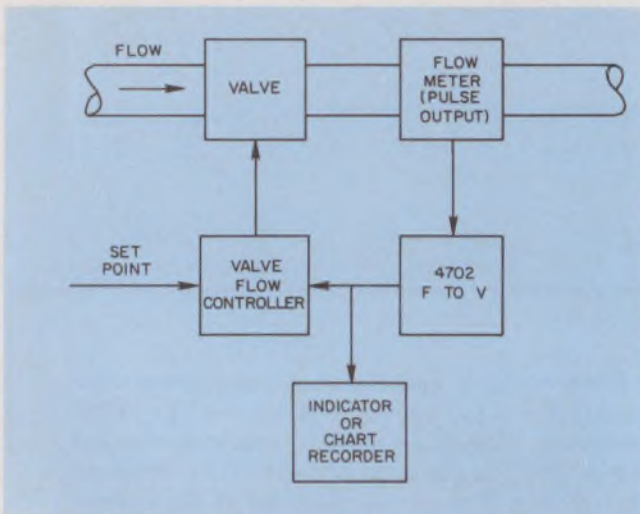 FLOW
VALVE
FLOW
METER
(PULSE
OUTPUT)
SET
POINT
VALVE
FLOW
CONTROLLER
4702
F TO V
INDICATOR
OR
CHART
RECORDER